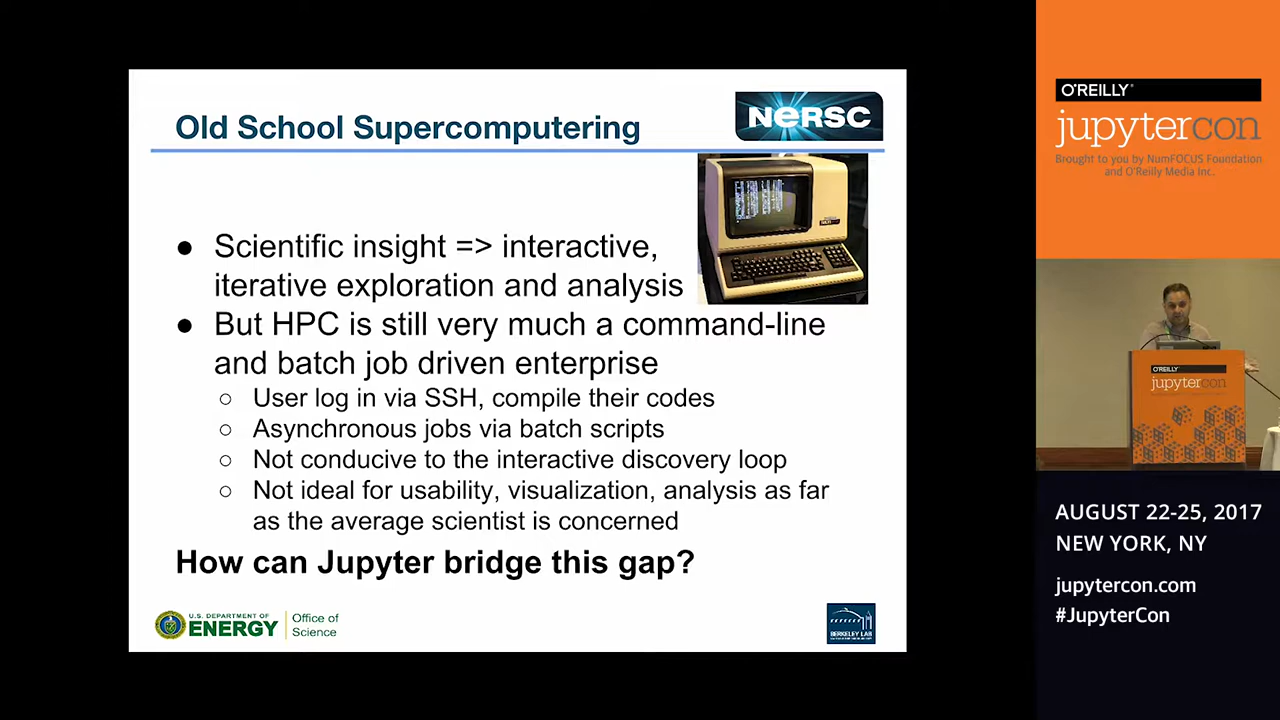 Old School Supercomputering
NERSC
● Scientific insight => interactive,
iterative exploration and analysis
● But HPC is still very much a command-line
and batch job driven enterprise
○ User log in via SSH, compile their codes
○ Asynchronous jobs via batch scripts
○ Not conducive to the interactive discovery loop
○ Not ideal for usability, visualization, analysis as far
as the average scientist is concerned
How can Jupyter bridge this gap?
U.S. DEPARTMENT OF
ENERGY
Office of
Science
BERKELEY LAB
O'REILLY®
jupytercon
Brought to you by NumFOCUS Foundation
and O'Reilly Media Inc.
O'REILLY
jupytercon
AUGUST 22-25, 2017
NEW YORK, NY
jupytercon.com
#JupyterCon